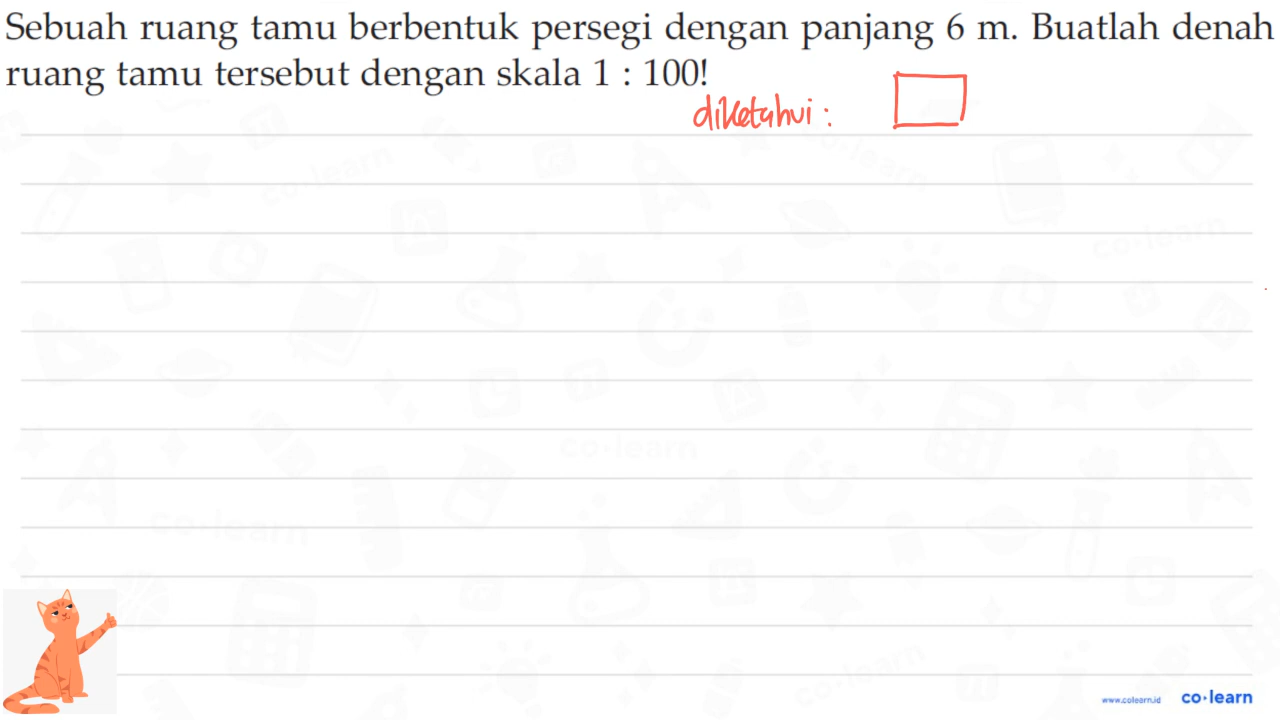 Sebuah ruang tamu berbentuk persegi dengan panjang 6 m. Buatlah denah
ruang tamu tersebut dengan skala 1 : 100!
diketahui :
co·learn
co·learn
co·learn
co·learn
co·learn
co·learn
www.colearn.id co·learn